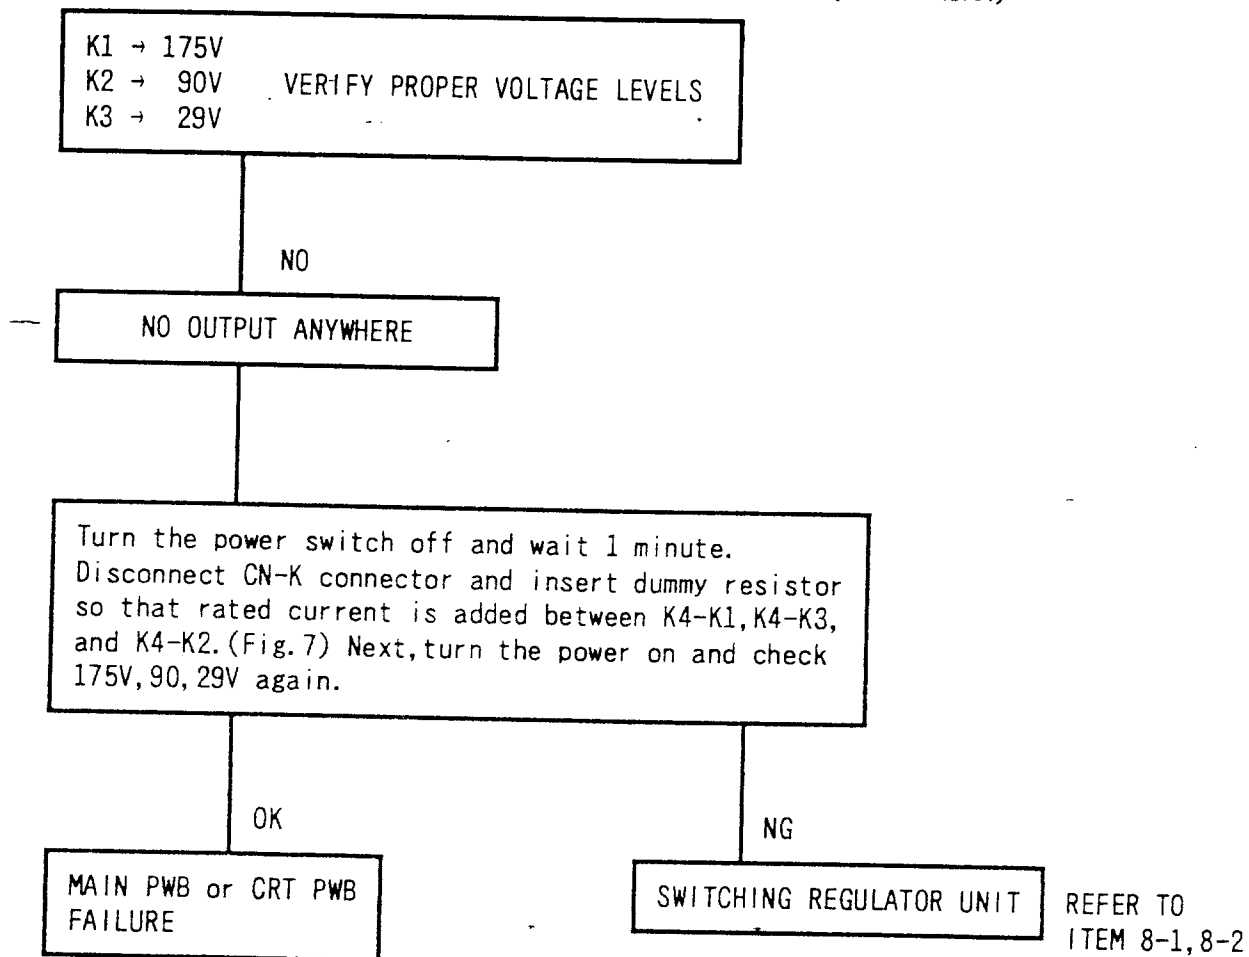 K1 → 175V
K2 → 90V
VERIFY PROPER VOLTAGE LEVELS
K3 → 29V
NO
NO OUTPUT ANYWHERE
Turn the power switch off and wait 1 minute.
Disconnect CN-K connector and insert dummy resistor
so that rated current is added between K4-K1,K4-K3,
and K4-K2.(Fig.7) Next,turn the power on and check
175V,90,29V again.
OK
NG
MAIN PWB or CRT PWB
FAILURE
SWITCHING REGULATOR UNIT
REFER TO
ITEM 8-1,8-2